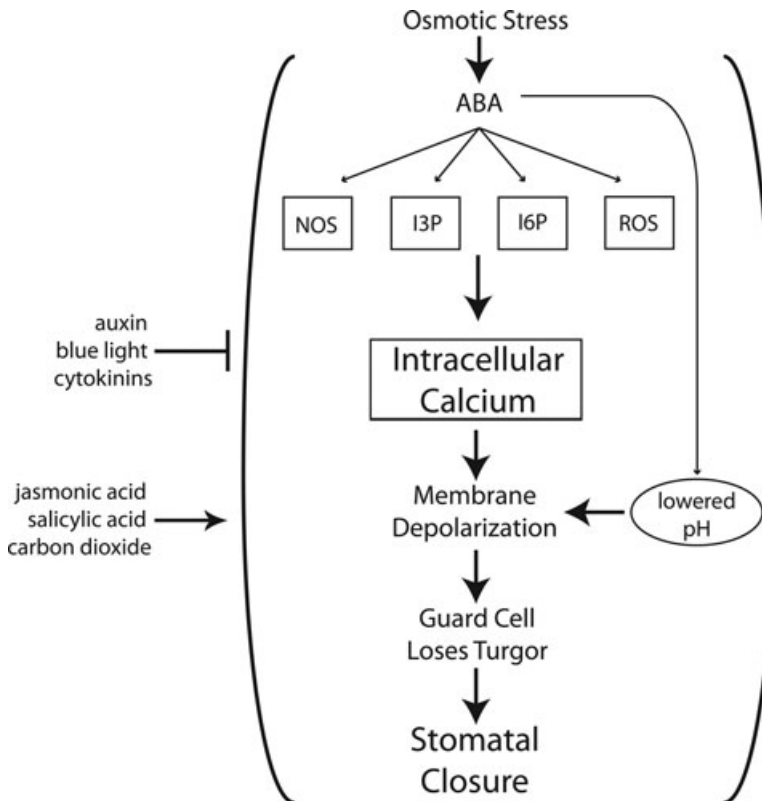 Osmotic Stress
ABA
NOS
I3P
I6P
ROS
auxin
blue light
cytokinins
Intracellular
Calcium
jasmonic acid
salicylic acid
carbon dioxide
Membrane
Depolarization
lowered
pH
Guard Cell
Loses Turgor
Stomatal
Closure